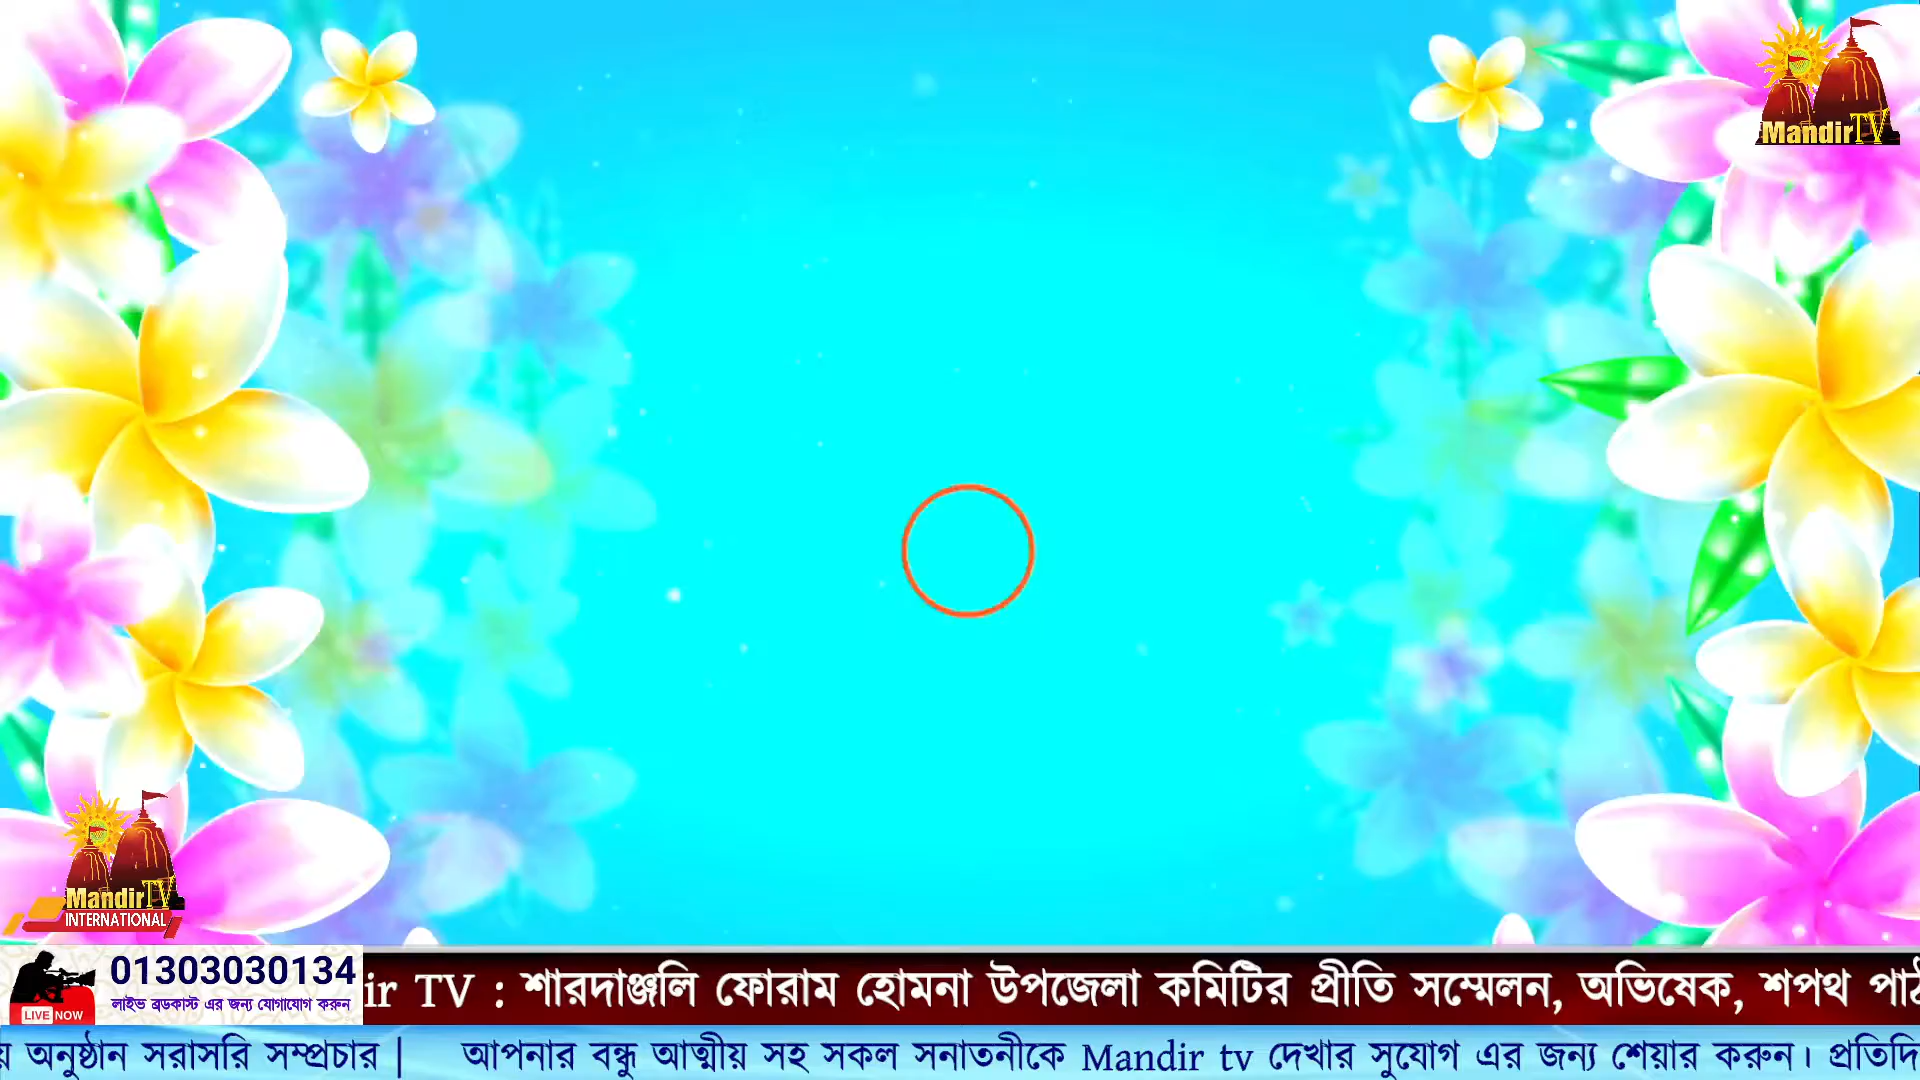 MandirTV
MandirTV
INTERNATIONAL
01303030134
লাইভ ব্রডকাস্ট এর জন্য যোগাযোগ করুন
LIVE NOW
ir TV : শারদাঞ্জলি ফোরাম হোমনা উপজেলা কমিটির প্রীতি সম্মেলন, অভিষেক, শপথ
অনুষ্ঠান সরাসরি সম্প্রচার | আপনার বন্ধু আত্মীয় সহ সকল সনাতনীকে Mandir tv দেখার সুযোগ এর জন্য শেয়ার করুন।